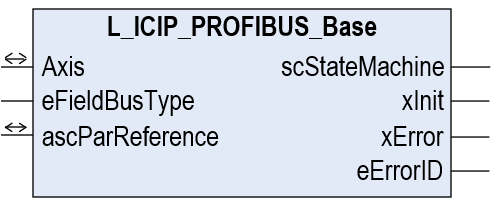 L_ICIP_PROFIBUS_Base
Axis scStateMachine
eFieldBusType xInit
ascParReference xError
eErrorID